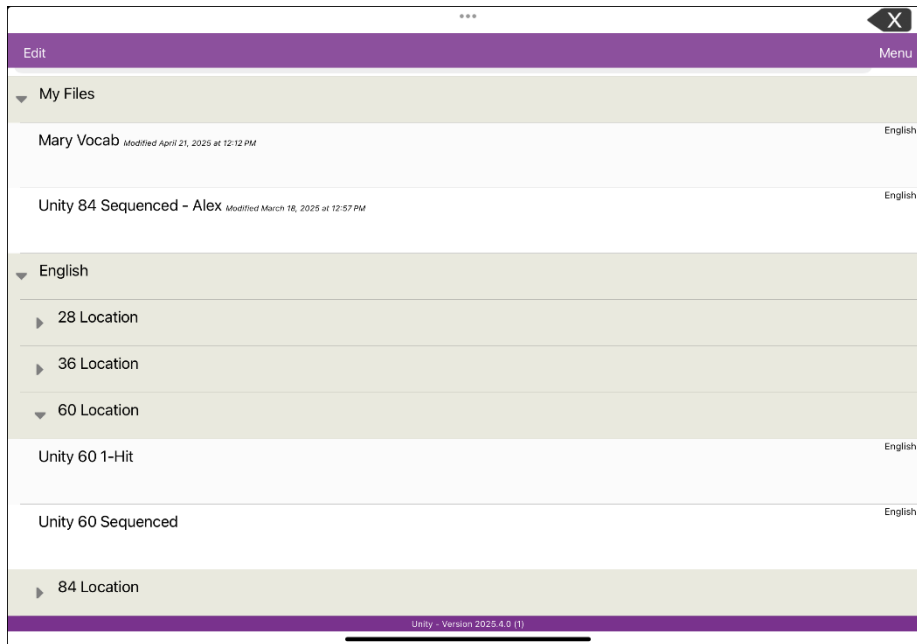 X
Edit Menu
My Files
English
Mary Vocab Modified April 21, 2025 at 12:12 PM
English
Unity 84 Sequenced - Alex Modified March 18, 2025 at 12:57 PM
English
28 Location
36 Location
60 Location
English
Unity 60 1-Hit
English
Unity 60 Sequenced
84 Location
Unity - Version 2025.4.0 (1)